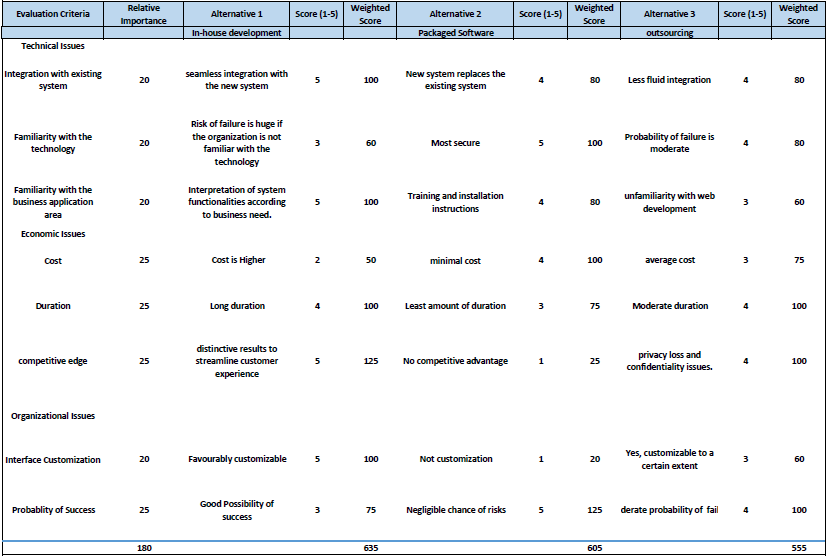 Evaluation Criteria Relative Importance Alternative 1 Score (1-5) Weighted Score Alternative 2 Score (1-5) Weighted Score Alternative 3 Score (1-5) Weighted Score
In-house development Packaged Software outsourcing
Technical Issues
Integration with existing system 20 seamless integration with the new system 5 100 New system replaces the existing system 4 80 Less fluid integration 4 80
Familiarity with the technology 20 Risk of failure is huge if the organization is not familiar with the technology 3 60 Most secure 5 100 Probability of failure is moderate 4 80
Familiarity with the business application area 20 Interpretation of system functionalities according to business need. 5 100 Training and installation instructions 4 80 unfamiliarity with web development 3 60
Economic Issues
Cost 25 Cost is Higher 2 50 minimal cost 4 100 average cost 3 75
Duration 25 Long duration 4 100 Least amount of duration 3 75 Moderate duration 4 100
competitive edge 25 distinctive results to streamline customer experience 5 125 No competitive advantage 1 25 privacy loss and confidentiality issues. 4 100
Organizational Issues
Interface Customization 20 Favourably customizable 5 100 Not customization 1 20 Yes, customizable to a certain extent 3 60
Probablity of Success 25 Good Possibility of success 3 75 Negligible chance of risks 5 125 derate probability of fail 4 100
180 635 605 555